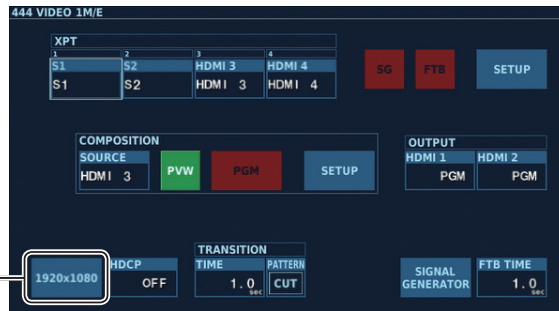 444 VIDEO 1M/E
XPT
1 2 3 4
S1 S2 HDMI 3 HDMI 4
S1 S2 HDMI 3 HDMI 4
SG FTB SETUP
COMPOSITION
SOURCE
HDMI 3
PVW PGM SETUP
OUTPUT
HDMI 1 HDMI 2
PGM PGM
1920x1080
HDCP
OFF
TRANSITION
TIME PATTERN
1.0 sec CUT
SIGNAL
GENERATOR
FTB TIME
1.0 sec